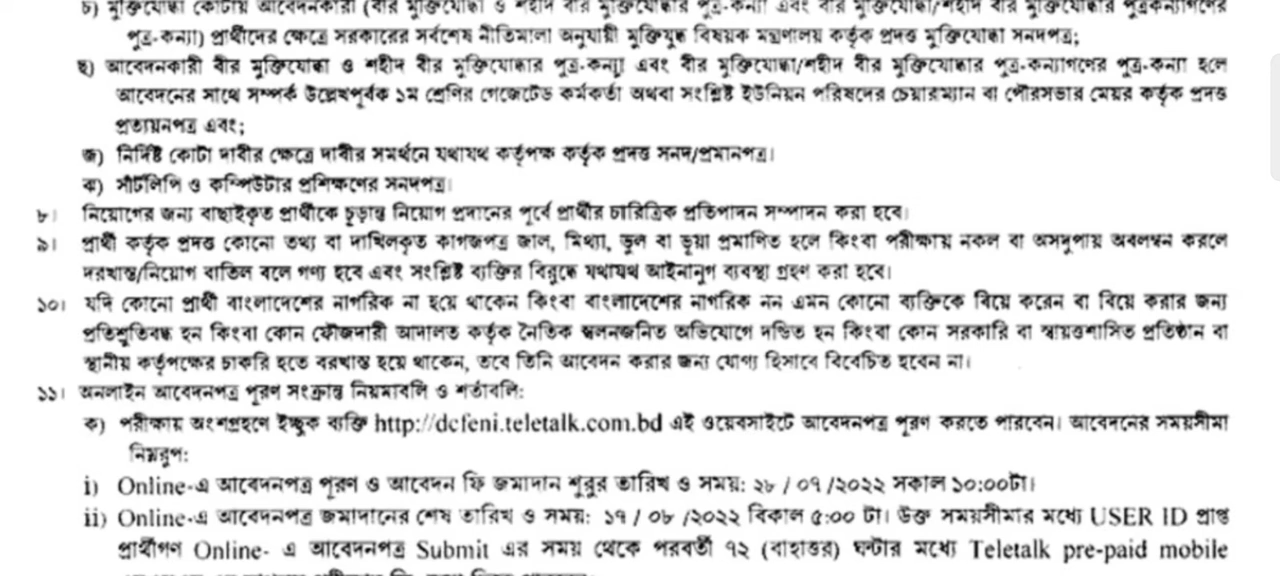 চ) মুক্তিযোদ্ধা কোটায় আবেদনকারী (বীর মুক্তিযোদ্ধা ও শহীদ বীর মুক্তিযোদ্ধার পুত্র-কন্যা এবং বীর মুক্তিযোদ্ধা/শহীদ বীর মুক্তিযোদ্ধার পুত্রকন্যাগণের
পুত্র-কন্যা) প্রার্থীদের ক্ষেত্রে সরকারের সর্বশেষ নীতিমালা অনুযায়ী মুক্তিযুদ্ধ বিষয়ক মন্ত্রণালয় কর্তৃক প্রদত্ত মুক্তিযোদ্ধা সনদপত্র;
ছ) আবেদনকারী বীর মুক্তিযোদ্ধা ও শহীদ বীর মুক্তিযোদ্ধার পুত্র-কন্যা এবং বীর মুক্তিযোদ্ধা/শহীদ বীর মুক্তিযোদ্ধার পুত্র-কন্যাগণের পুত্র-কন্যা হলে
আবেদনের সাথে সম্পর্ক উল্লেখপূর্বক ১ম শ্রেণির গেজেটেড কর্মকর্তা অথবা সংশ্লিষ্ট ইউনিয়ন পরিষদের চেয়ারম্যান বা পৌরসভার মেয়র কর্তৃক প্রদত্ত
প্রত্যয়নপত্র এবং;
জ) নির্দিষ্ট কোটা দাবীর ক্ষেত্রে দাবীর সমর্থনে যথাযথ কর্তৃপক্ষ কর্তৃক প্রদত্ত সনদ/প্রমানপত্র।
ঝ) সাঁটলিপি ও কম্পিউটার প্রশিক্ষণের সনদপত্র।
৮। নিয়োগের জন্য বাছাইকৃত প্রার্থীকে চূড়ান্ত নিয়োগ প্রদানের পূর্বে প্রার্থীর চারিত্রিক প্রতিপাদন সম্পাদন করা হবে।
৯। প্রার্থী কর্তৃক প্রদত্ত কোনো তথ্য বা দাখিলকৃত কাগজপত্র জাল, মিথ্যা, ভুল বা ভূয়া প্রমাণিত হলে কিংবা পরীক্ষায় নকল বা অসদুপায় অবলম্বন করলে
দরখাস্ত/নিয়োগ বাতিল বলে গণ্য হবে এবং সংশ্লিষ্ট ব্যক্তির বিরুদ্ধে যথাযথ আইনানুগ ব্যবস্থা গ্রহণ করা হবে।
১০। যদি কোনো প্রার্থী বাংলাদেশের নাগরিক না হয়ে থাকেন কিংবা বাংলাদেশের নাগরিক নন এমন কোনো ব্যক্তিকে বিয়ে করেন বা বিয়ে করার জন্য
প্রতিশ্রুতিবদ্ধ হন কিংবা কোন ফৌজদারী আদালত কর্তৃক নৈতিক স্খলনজনিত অভিযোগে দন্ডিত হন কিংবা কোন সরকারি বা স্বায়ত্তশাসিত প্রতিষ্ঠান বা
স্থানীয় কর্তৃপক্ষের চাকরি হতে বরখাস্ত হয়ে থাকেন, তবে তিনি আবেদন করার জন্য যোগ্য হিসাবে বিবেচিত হবেন না।
১১। অনলাইন আবেদনপত্র পূরণ সংক্রান্ত নিয়মাবলি ও শর্তাবলি:
ক) পরীক্ষায় অংশগ্রহণে ইচ্ছুক ব্যক্তি http://dcfeni.teletalk.com.bd এই ওয়েবসাইটে আবেদনপত্র পূরণ করতে পারবেন। আবেদনের সময়সীমা
নিম্নরুপ:
i) Online-এ আবেদনপত্র পূরণ ও আবেদন ফি জমাদান শুরুর তারিখ ও সময়: ২৮ / ০৭ /২০২২ সকাল ১০:০০টা।
ii) Online-এ আবেদনপত্র জমাদানের শেষ তারিখ ও সময়: ১৭ / ০৮ /২০২২ বিকাল ৫:০০ টা। উক্ত সময়সীমার মধ্যে USER ID প্রাপ্ত
প্রার্থীগণ Online- এ আবেদনপত্র Submit এর সময় থেকে পরবর্তী ৭২ (বাহাত্তর) ঘন্টার মধ্যে Teletalk pre-paid mobile